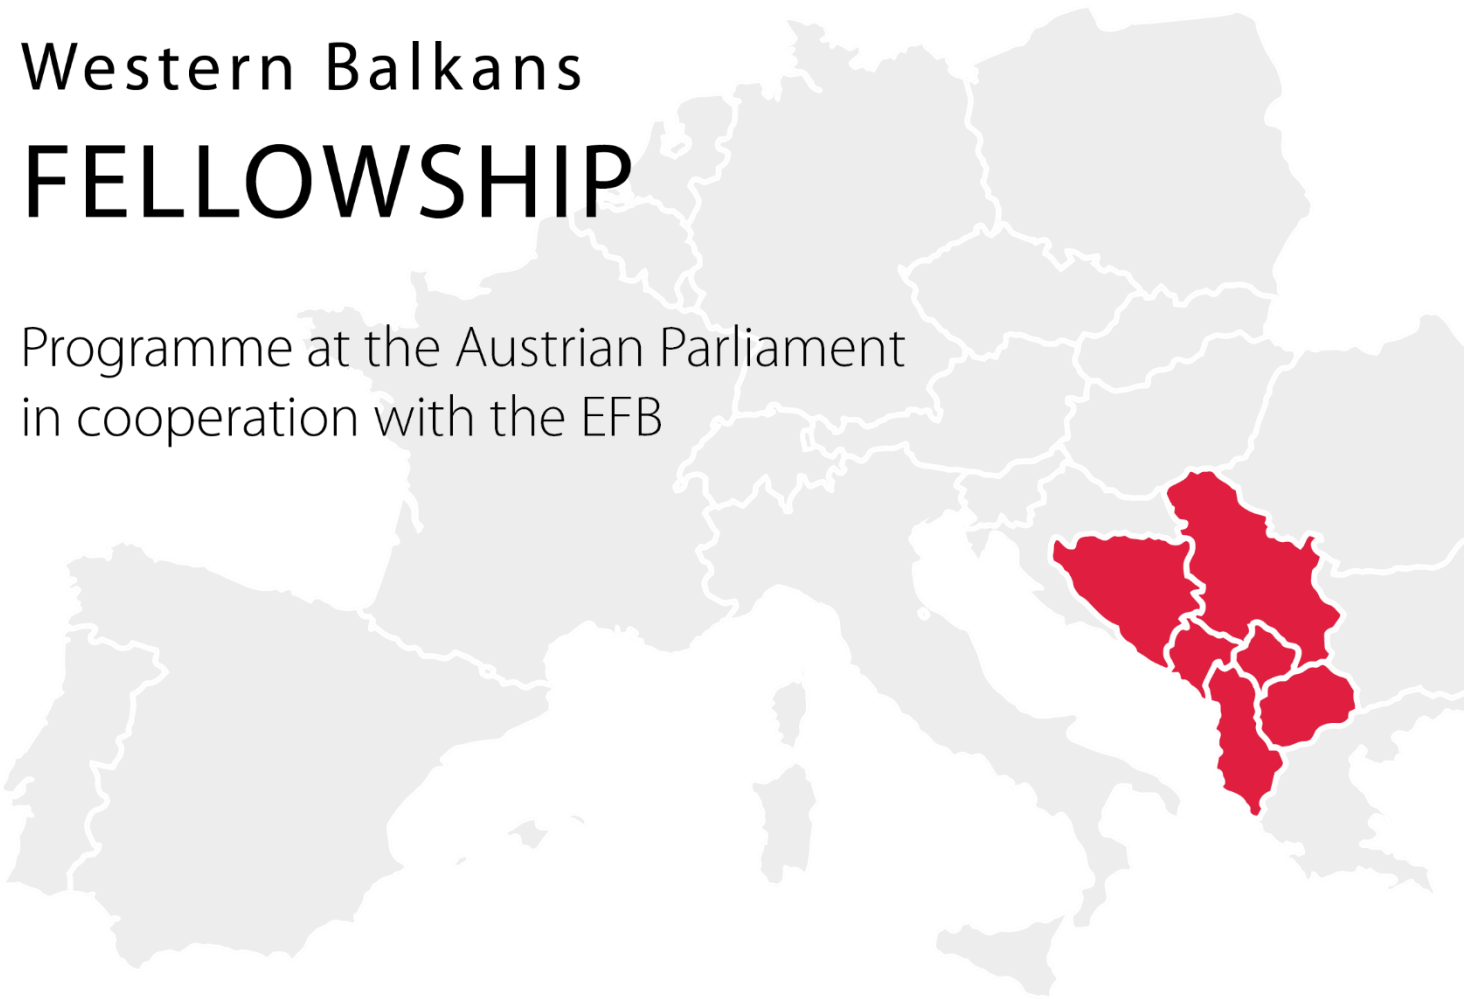 Western Balkans
FELLOWSHIP
Programme at the Austrian Parliament
in cooperation with the EFB